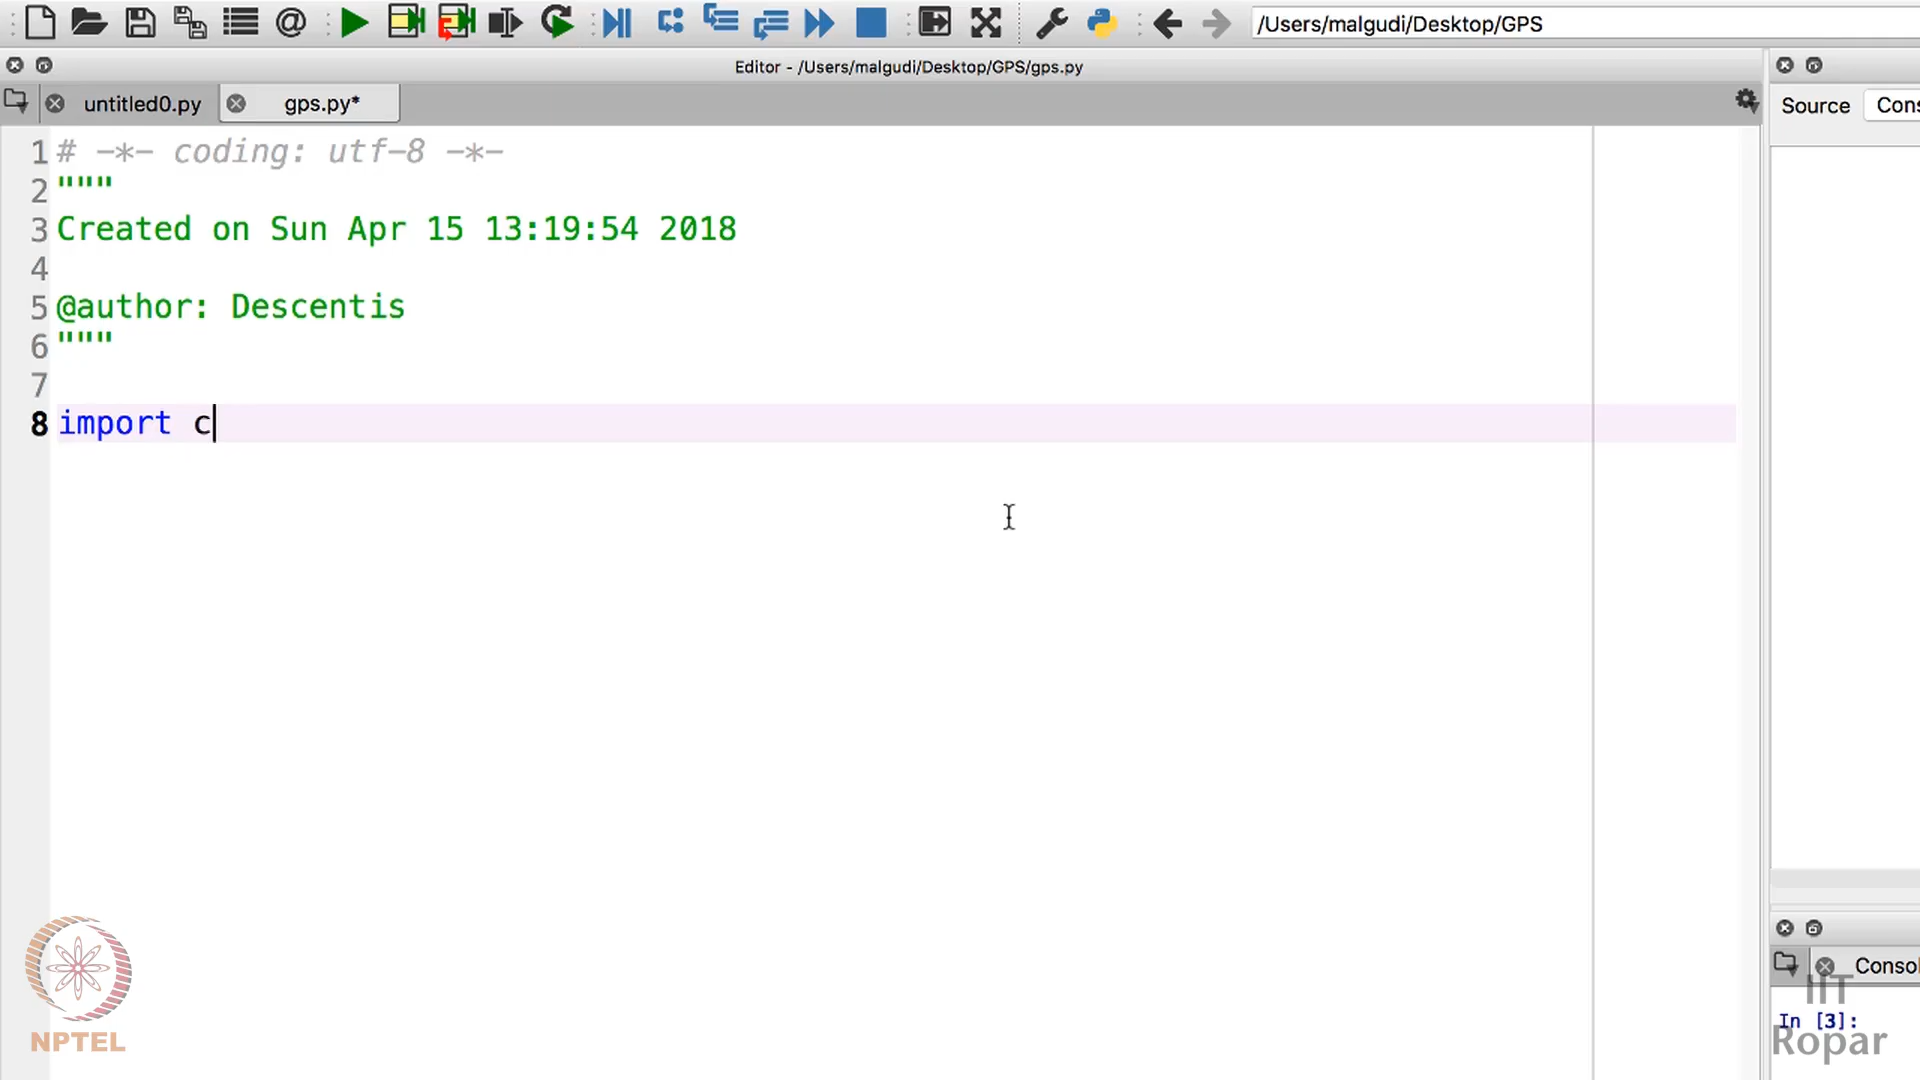 /Users/malgudi/Desktop/GPS
Editor - /Users/malgudi/Desktop/GPS/gps.py
untitled0.py gps.py*
Source Cons
1 # -*- coding: utf-8 -*-
2 """
3 Created on Sun Apr 15 13:19:54 2018
4
5 @author: Descentis
6 """
7
8 import c
Consol
In [3]:
IIT
Ropar
NPTEL